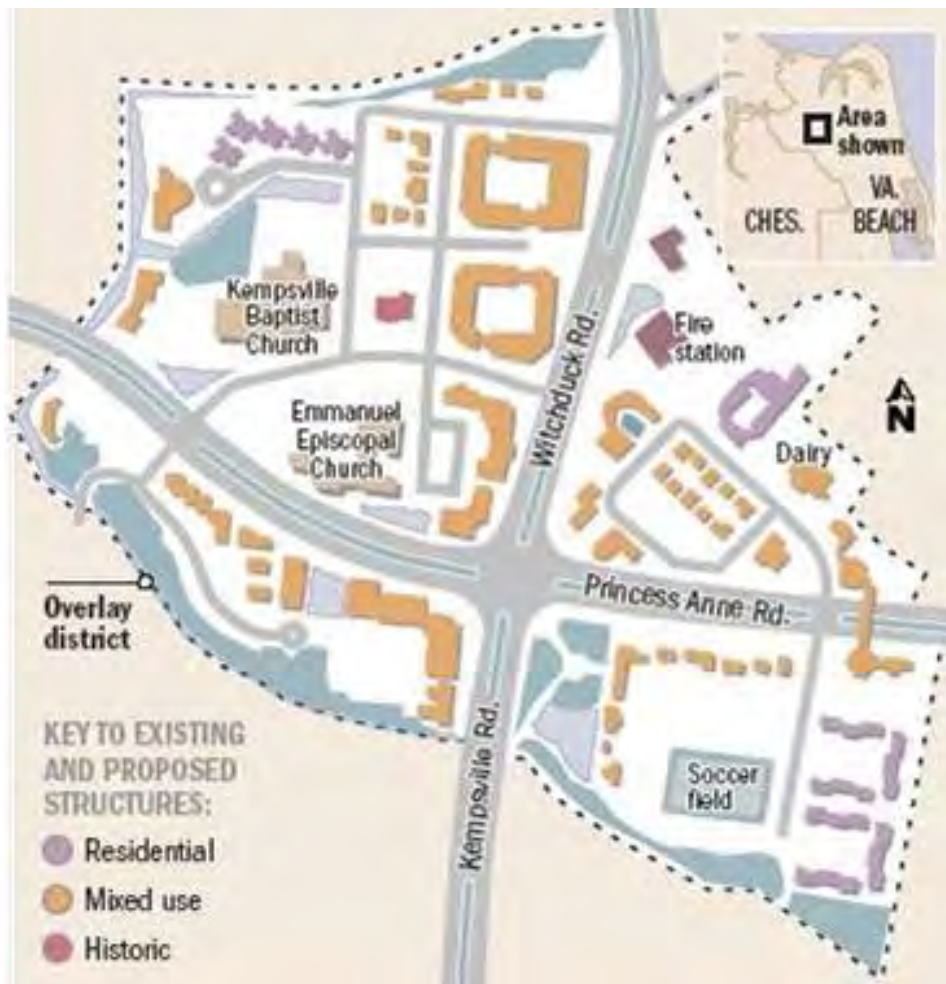 Area
shown
VA.
BEACH
CHES.
Kempsville
Baptist
Church
Witchduck Rd.
Fire
station
N
Emmanuel
Episcopal
Church
Dairy
Overlay
district
Princess Anne Rd.
Kempsville Rd.
Soccer
field
KEY TO EXISTING
AND PROPOSED
STRUCTURES:
Residential
Mixed use
Historic